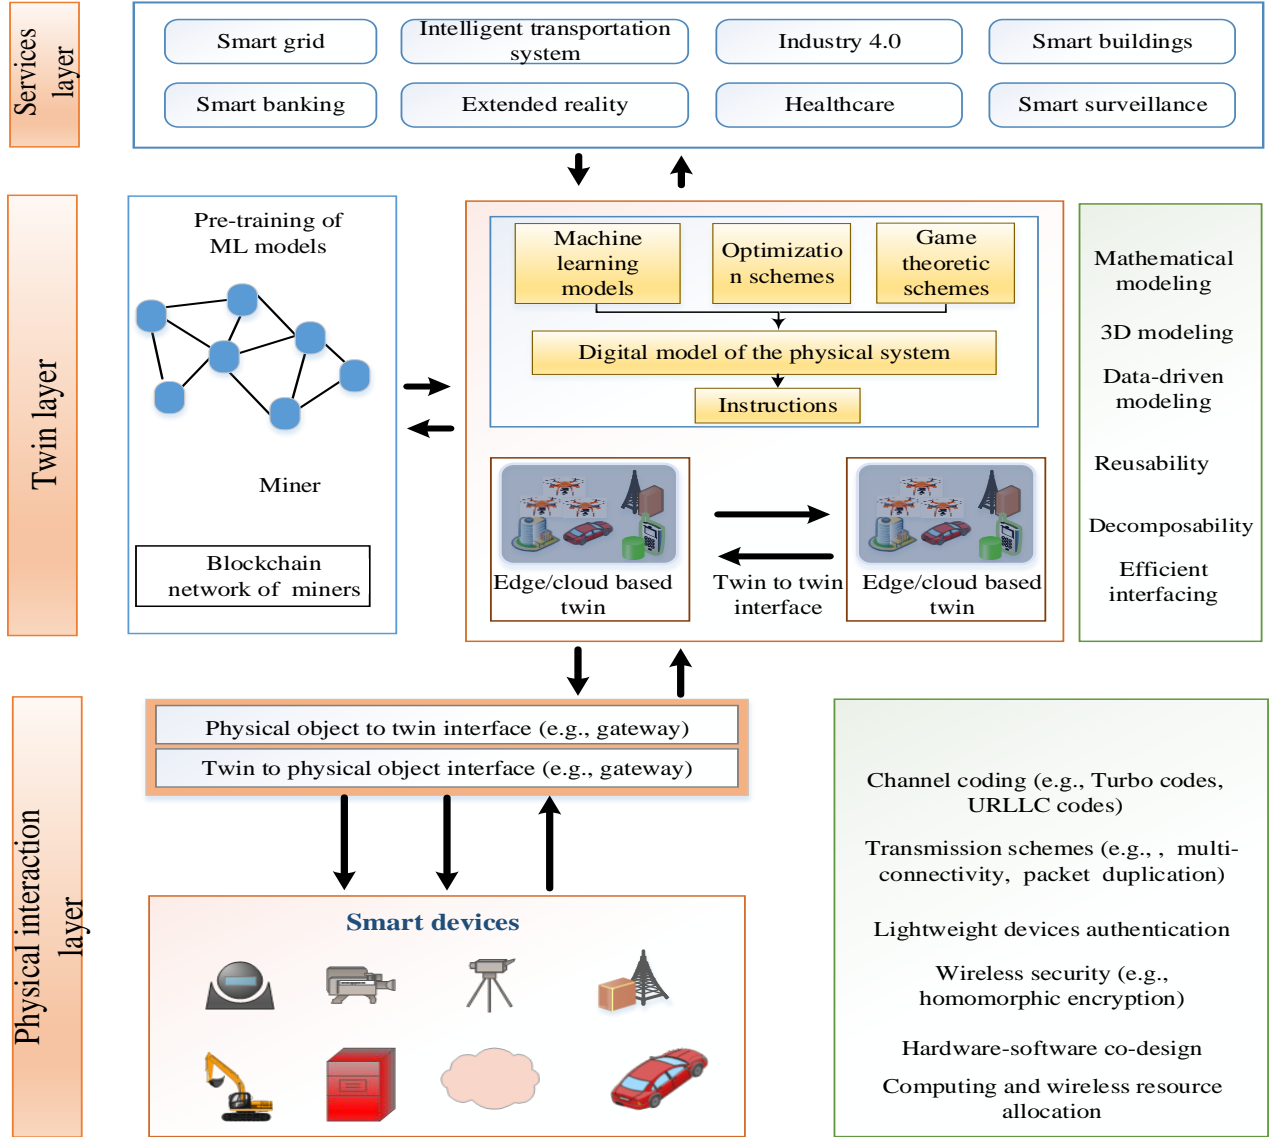 Services
layer
Smart grid
Intelligent transportation
system
Industry 4.0
Smart buildings
Smart banking
Extended reality
Healthcare
Smart surveillance
Twin layer
Pre-training of
ML models
Miner
Blockchain
network of miners
Machine
learning
models
Optimizatio
n schemes
Game
theoretic
schemes
Digital model of the physical system
Instructions
Edge/cloud based
twin
Twin to twin
interface
Edge/cloud based
twin
Mathematical
modeling
3D modeling
Data-driven
modeling
Reusability
Decomposability
Efficient
interfacing
Physical interaction
layer
Physical object to twin interface (e.g., gateway)
Twin to physical object interface (e.g., gateway)
Smart devices
Channel coding (e.g., Turbo codes,
URLLC codes)
Transmission schemes (e.g., , multi-
connectivity, packet duplication)
Lightweight devices authentication
Wireless security (e.g.,
homomorphic encryption)
Hardware-software co-design
Computing and wireless resource
allocation